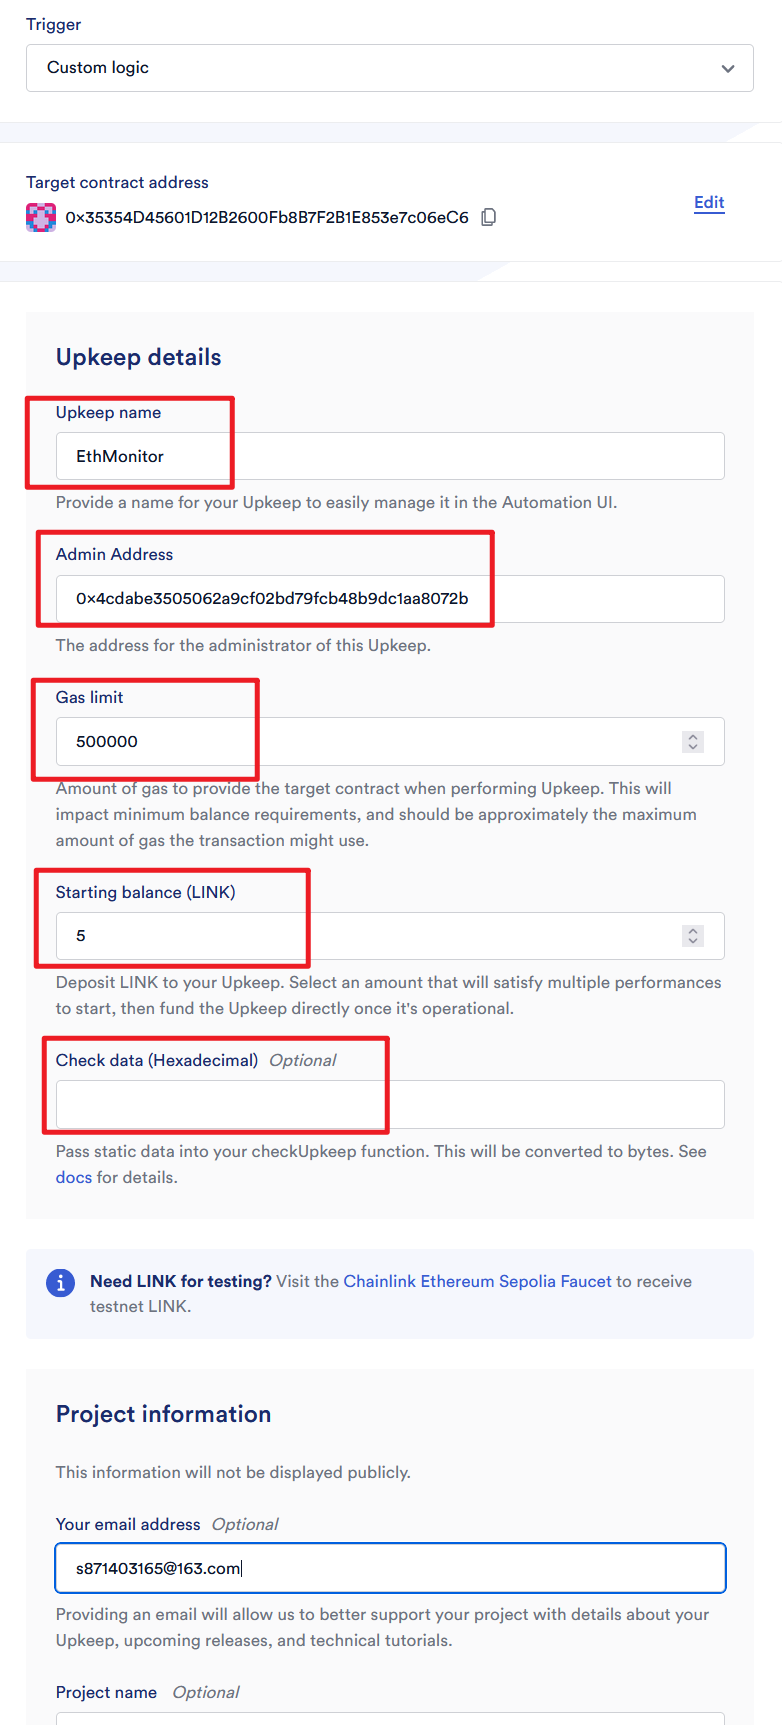 Trigger
Custom logic
Target contract address
0x35354D45601D12B2600Fb8B7F2B1E853e7c06eC6
Edit
Upkeep details
Upkeep name
EthMonitor
Provide a name for your Upkeep to easily manage it in the Automation UI.
Admin Address
0x4cdabe3505062a9cf02bd79fcb48b9dc1aa8072b
The address for the administrator of this Upkeep.
Gas limit
500000
Amount of gas to provide the target contract when performing Upkeep. This will
impact minimum balance requirements, and should be approximately the maximum
amount of gas the transaction might use.
Starting balance (LINK)
5
Deposit LINK to your Upkeep. Select an amount that will satisfy multiple performances
to start, then fund the Upkeep directly once it's operational.
Check data (Hexadecimal) Optional
Pass static data into your checkUpkeep function. This will be converted to bytes. See
docs for details.
Need LINK for testing? Visit the Chainlink Ethereum Sepolia Faucet to receive
testnet LINK.
Project information
This information will not be displayed publicly.
Your email address Optional
s871403165@163.com
Providing an email will allow us to better support your project with details about your
Upkeep, upcoming releases, and technical tutorials.
Project name Optional